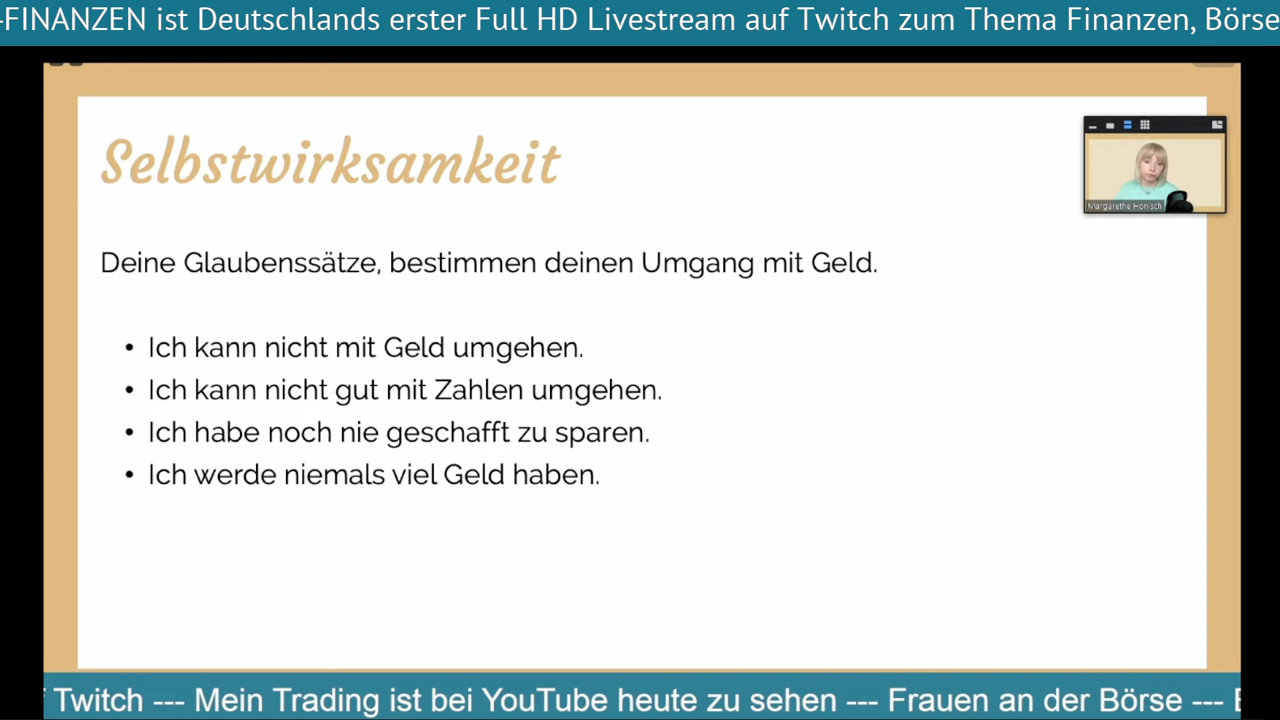 -FINANZEN ist Deutschlands erster Full HD Livestream auf Twitch zum Thema Finanzen, Börse
Selbstwirksamkeit
Margarethe Honisch
Deine Glaubenssätze, bestimmen deinen Umgang mit Geld.
• Ich kann nicht mit Geld umgehen.
• Ich kann nicht gut mit Zahlen umgehen.
• Ich habe noch nie geschafft zu sparen.
• Ich werde niemals viel Geld haben.
Twitch --- Mein Trading ist bei YouTube heute zu sehen --- Frauen an der Börse ---